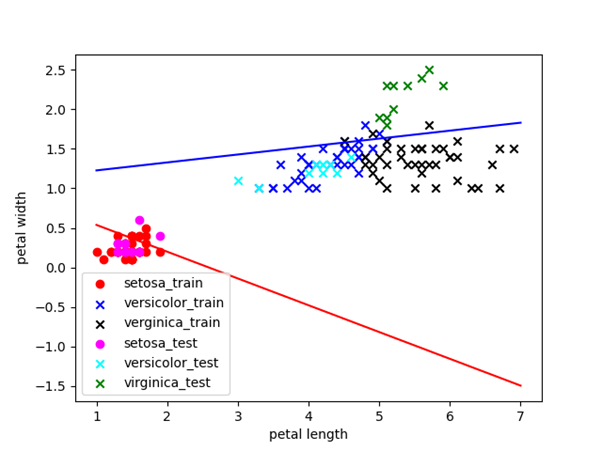 2.5
2.0
1.5
1.0
0.5
0.0
−0.5
−1.0
−1.5
petal width
setosa_train
versicolor_train
verginica_train
setosa_test
versicolor_test
virginica_test
1 2 3 4 5 6 7
petal length